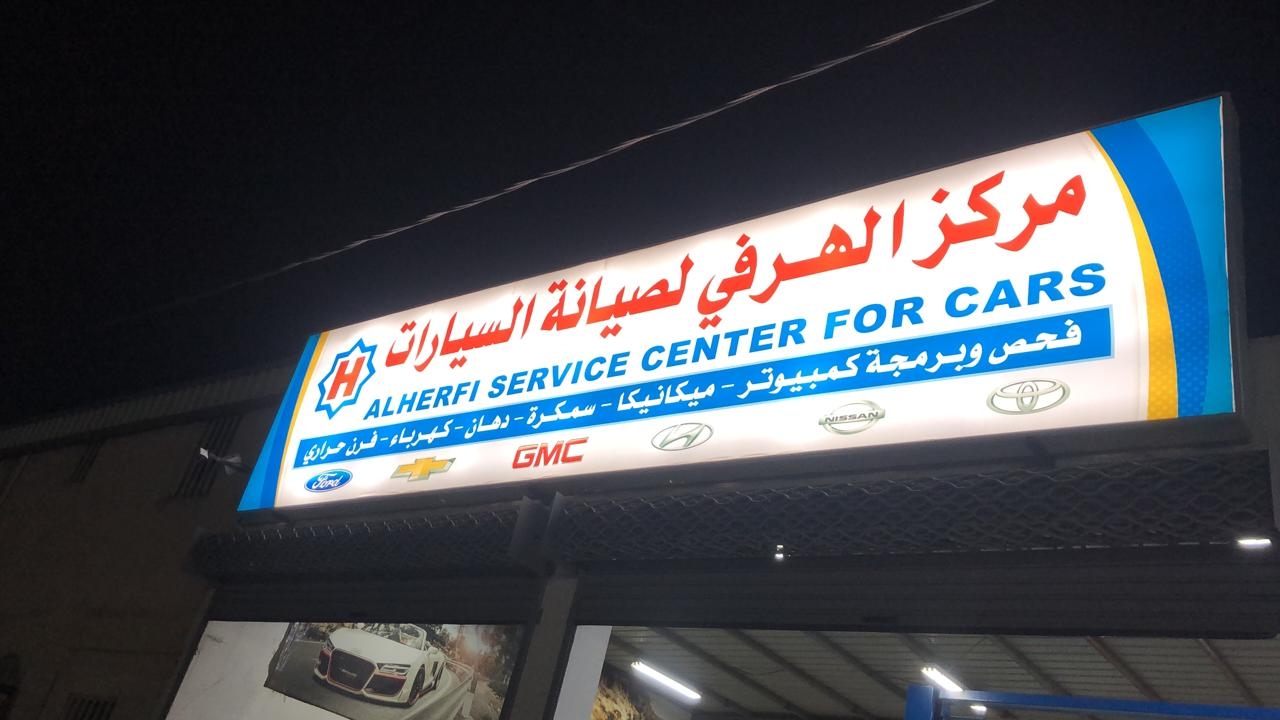 مركز الهرفي لصيانة السيارات
H
ALHERFI SERVICE CENTER FOR CARS
فحص وبرمجة كمبيوتر - ميكانيكا - سمكرة - دهان - كهرباء - فرن حراري
Ford
GMC
NISSAN